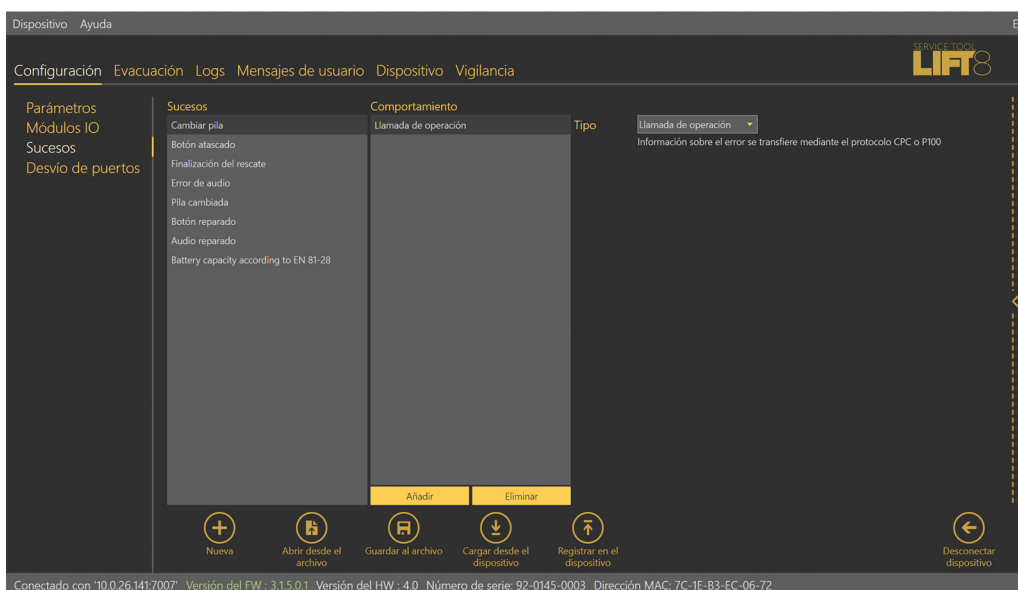 Dispositivo Ayuda
E
SERVICE TOOL
LIFT8
Configuración Evacuación Logs Mensajes de usuario Dispositivo Vigilancia
Parámetros
Módulos IO
Sucesos
Desvío de puertos
Sucesos
Cambiar pila
Botón atascado
Finalización del rescate
Error de audio
Pila cambiada
Botón reparado
Audio reparado
Battery capacity according to EN 81-28
Comportamiento
Llamada de operación
Añadir Eliminar
Tipo Llamada de operación
Información sobre el error se transfiere mediante el protocolo CPC o P100
Nueva
Abrir desde el
archivo
Guardar al archivo
Cargar desde el
dispositivo
Registrar en el
dispositivo
Desconectar
dispositivo
Conectado con '10.0.26.141:7007' Versión del FW : 3.1.5.0.1 Versión del HW : 4.0 Número de serie: 92-0145-0003 Dirección MAC: 7C-1E-B3-EC-06-72